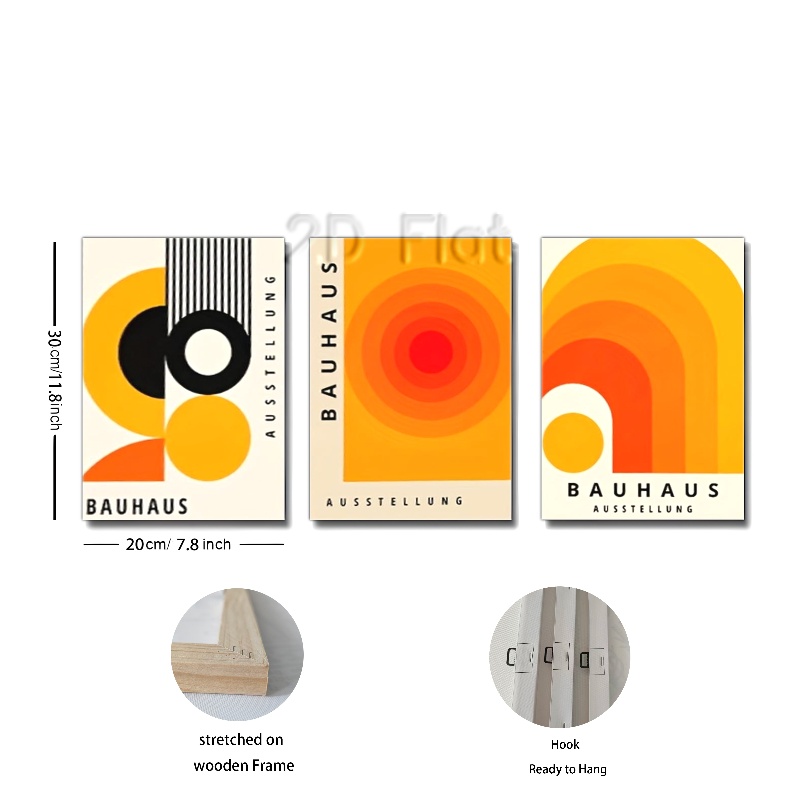 2D Flat
30cm/11.8inch
AUSSTELLUNG
BAUHAUS
BAUHAUS
AUSSTELLUNG
BAUHAUS
AUSSTELLUNG
20cm/ 7.8 inch
stretched on
wooden Frame
Hook
Ready to Hang